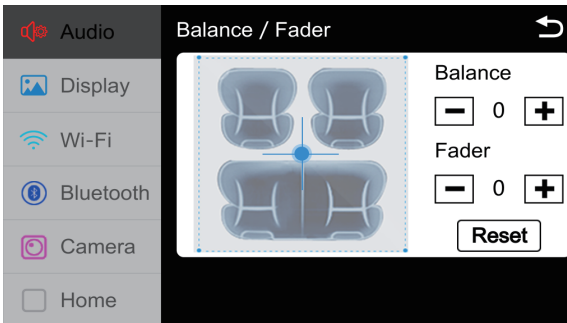 Audio
Balance / Fader
Display
Balance
0
Wi-Fi
Fader
Bluetooth
0
Camera
Reset
Home